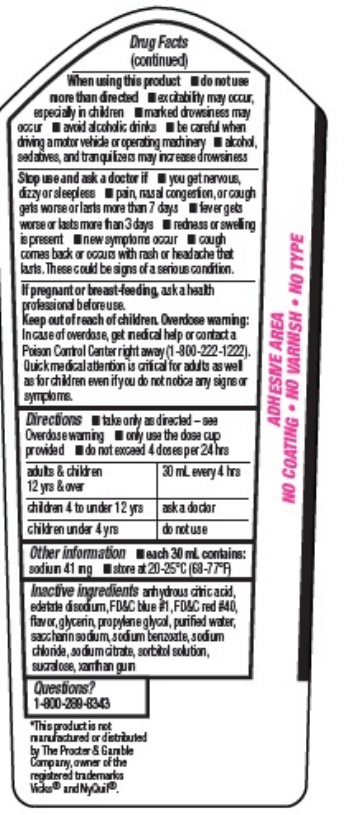 Drug Facts
(continued)
When using this product ■ do not use
more than directed ■ excitability may occur,
especially in children ■ marked drowsiness may
occur ■ avoid alcoholic drinks ■ be careful when
driving a motor vehicle or operating machinery ■ alcohol,
sedatives, and tranquilizers may increase drowsiness
Stop use and ask a doctor if ■ you get nervous,
dizzy or sleepless ■ pain, nasal congestion, or cough
gets worse or lasts more than 7 days ■ fever gets
worse or lasts more than 3 days ■ redness or swelling
is present ■ new symptoms occur ■ cough
comes back or occurs with rash or headache that
lasts. These could be signs of a serious condition.
If pregnant or breast-feeding, ask a health
professional before use.
Keep out of reach of children. Overdose warning:
In case of overdose, get medical help or contact a
Poison Control Center right away (1-800-222-1222).
Quick medical attention is critical for adults as well
as for children even if you do not notice any signs or
symptoms.
Directions ■ take only as directed – see
Overdose warning ■ only use the dose cup
provided ■ do not exceed 4 doses per 24 hrs
adults & children 30 mL every 4 hrs
12 yrs & over
children 4 to under 12 yrs ask a doctor
children under 4 yrs do not use
Other information ■ each 30 mL contains:
sodium 41 mg ■ store at 20-25°C (68-77°F)
Inactive ingredients anhydrous citric acid,
edetate disodium, FD&C blue #1, FD&C red #40,
flavor, glycerin, propylene glycol, purified water,
saccharin sodium, sodium benzoate, sodium
chloride, sodium citrate, sorbitol solution,
sucralose, xanthan gum
Questions?
1-800-289-8343
*This product is not
manufactured or distributed
by The Procter & Gamble
Company, owner of the
registered trademarks
Vicks® and NyQuil®.
ADHESIVE AREA
NO COATING • NO VARNISH • NO TYPE